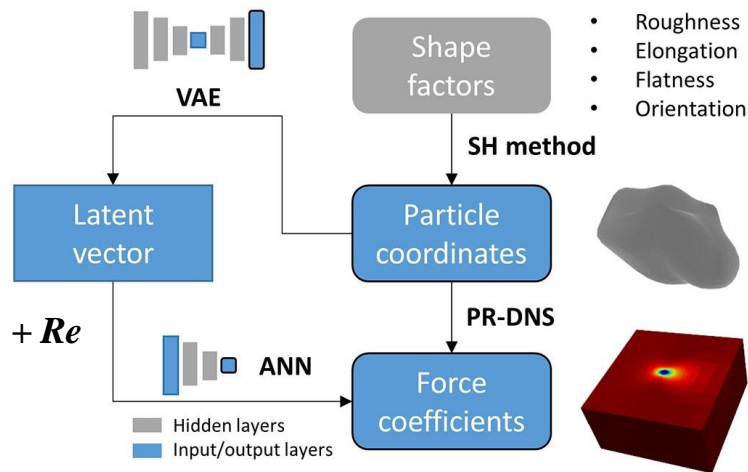 VAE
Shape
factors
• Roughness
• Elongation
• Flatness
• Orientation
SH method
Latent
vector
Particle
coordinates
+ Re
PR-DNS
ANN
Force
coefficients
Hidden layers
Input/output layers